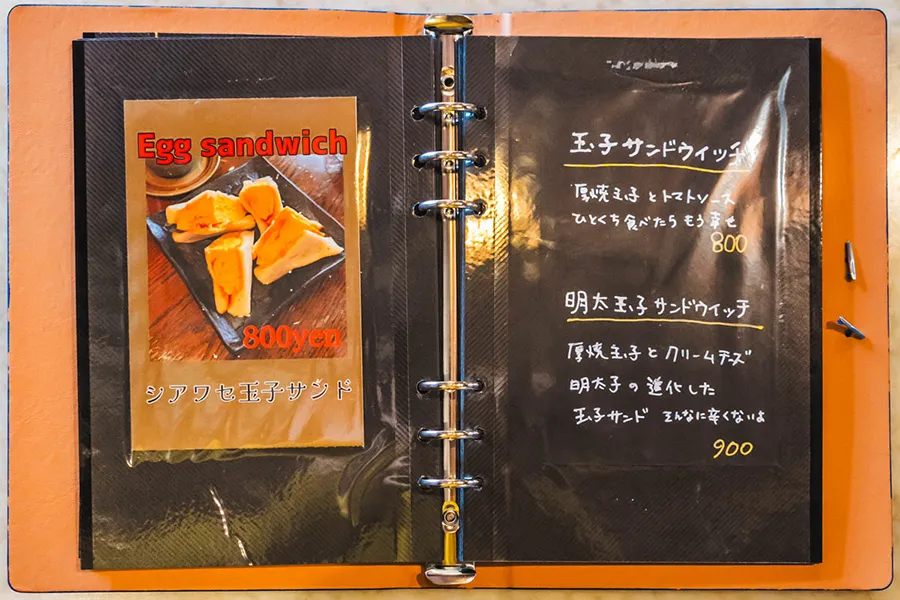 Egg sandwich
800yen
シアワセ玉子サンド
玉子サンドウィッチ
厚焼玉子とトマトソース
ひとくち食べたらもう幸せ
800
明太玉子サンドウィッチ
厚焼玉子とクリームチーズ
明太子の進化した
玉子サンド そんなに辛くないよ
900